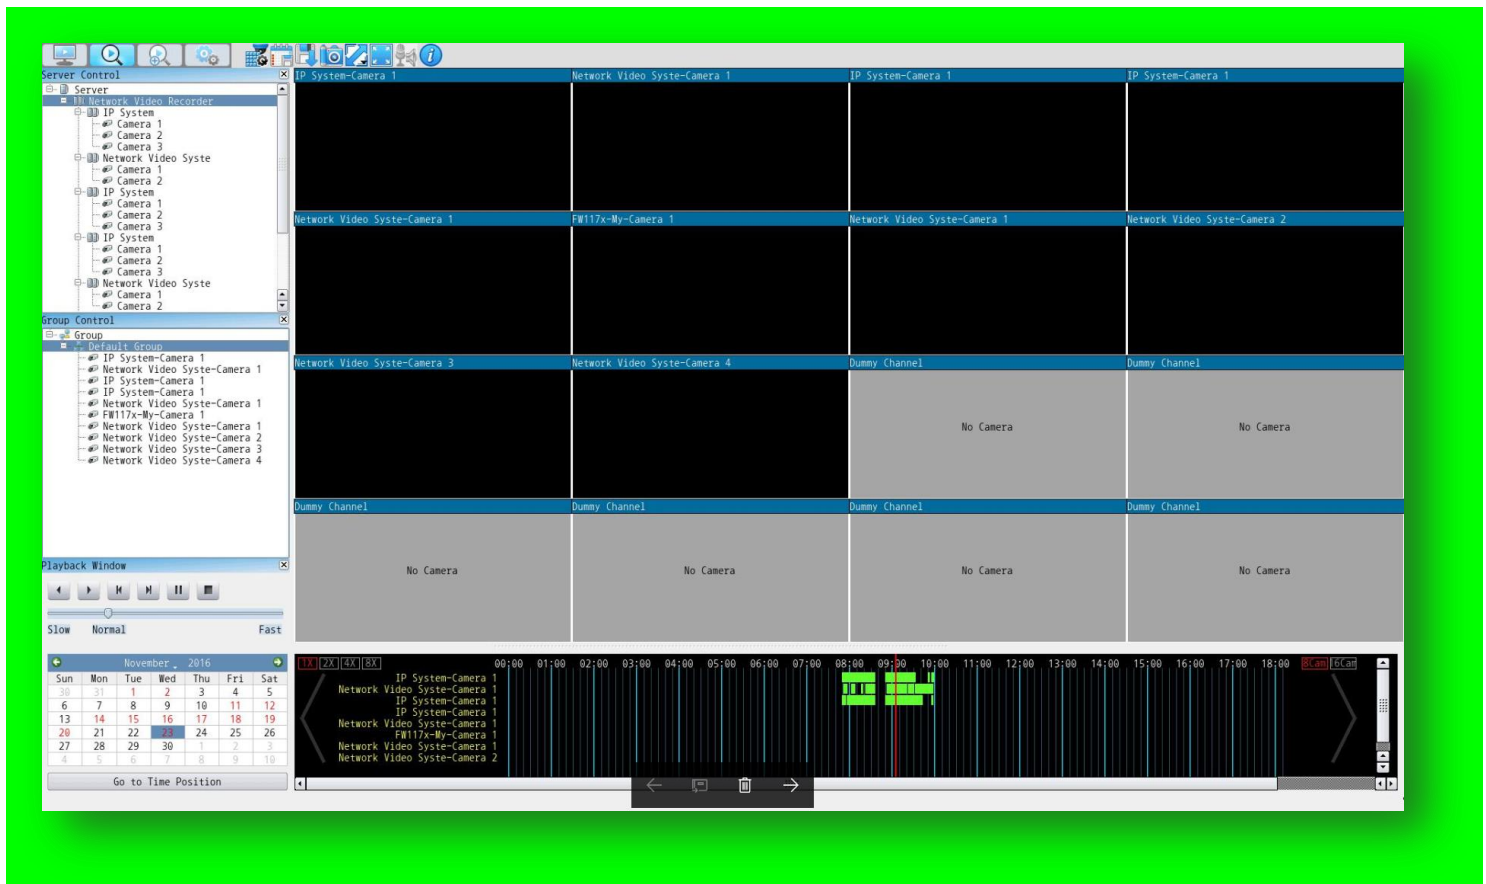 Server Control
Server
Network Video Recorder
IP System
Camera 1
Camera 2
Camera 3
Network Video Syste
Camera 1
Camera 2
IP System
Camera 1
Camera 2
Camera 3
IP System
Camera 1
Camera 2
Camera 3
Network Video Syste
Camera 1
Camera 2
Group Control
Group
Default Group
IP System-Camera 1
Network Video Syste-Camera 1
IP System-Camera 1
IP System-Camera 1
Network Video Syste-Camera 1
FW117x-My-Camera 1
Network Video Syste-Camera 1
Network Video Syste-Camera 2
Network Video Syste-Camera 3
Network Video Syste-Camera 4
Playback Window
Slow Normal Fast
November 2016
Sun Mon Tue Wed Thu Fri Sat
30 31 1 2 3 4 5
6 7 8 9 10 11 12
13 14 15 16 17 18 19
20 21 22 23 24 25 26
27 28 29 30 1 2 3
4 5 6 7 8 9 10
Go to Time Position
IP System-Camera 1 Network Video Syste-Camera 1 IP System-Camera 1 IP System-Camera 1
Network Video Syste-Camera 1 FW117x-My-Camera 1 Network Video Syste-Camera 1 Network Video Syste-Camera 2
Network Video Syste-Camera 3 Network Video Syste-Camera 4 Dummy Channel Dummy Channel
No Camera No Camera
Dummy Channel Dummy Channel Dummy Channel Dummy Channel
No Camera No Camera No Camera No Camera
1X 2X 4X 8X 00:00 01:00 02:00 03:00 04:00 05:00 06:00 07:00 08:00 09:00 10:00 11:00 12:00 13:00 14:00 15:00 16:00 17:00 18:00 8Cam 16Cam
IP System-Camera 1
Network Video Syste-Camera 1
IP System-Camera 1
IP System-Camera 1
Network Video Syste-Camera 1
FW117x-My-Camera 1
Network Video Syste-Camera 1
Network Video Syste-Camera 2